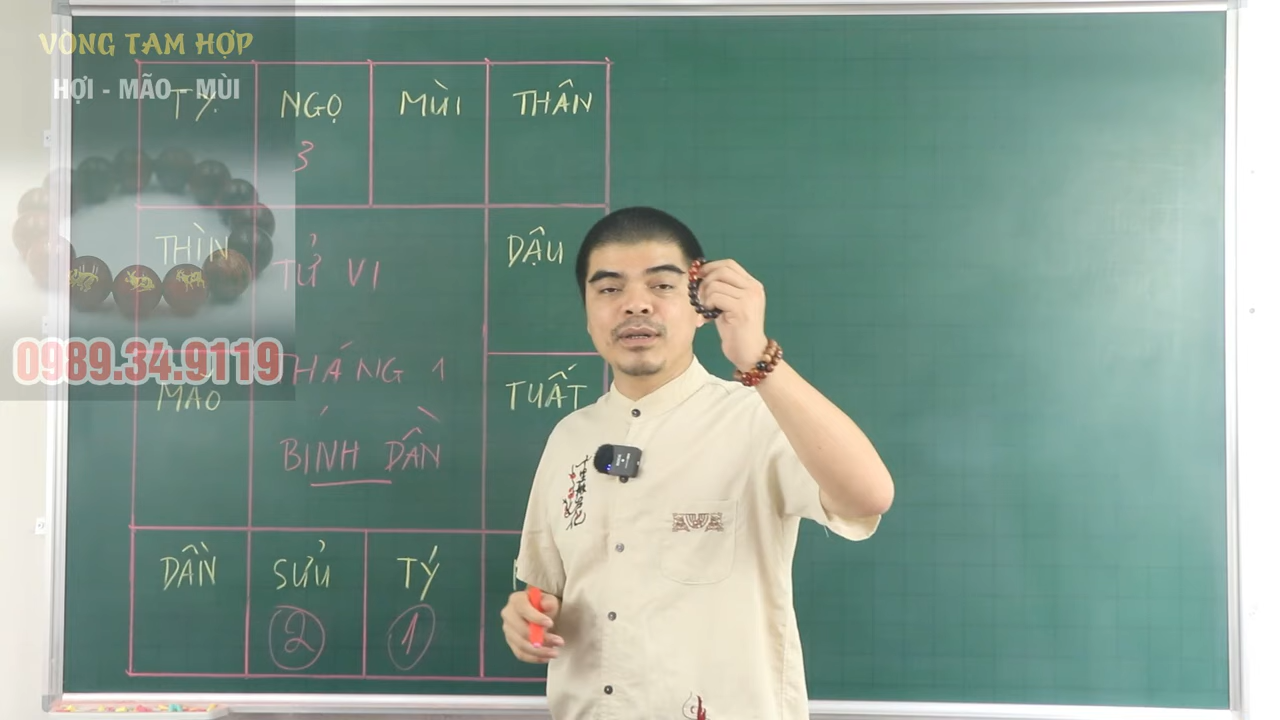 VÒNG TAM HỢP
HỢI - MÃO - MÙI
TỴ NGỌ MÙI THÂN
3
THÌN DẬU
TỬ VI
0989.34.9119
THÁNG 1
MÃO TUẤT
BÍNH DẦN
DẦN SỬU TÝ
2 1